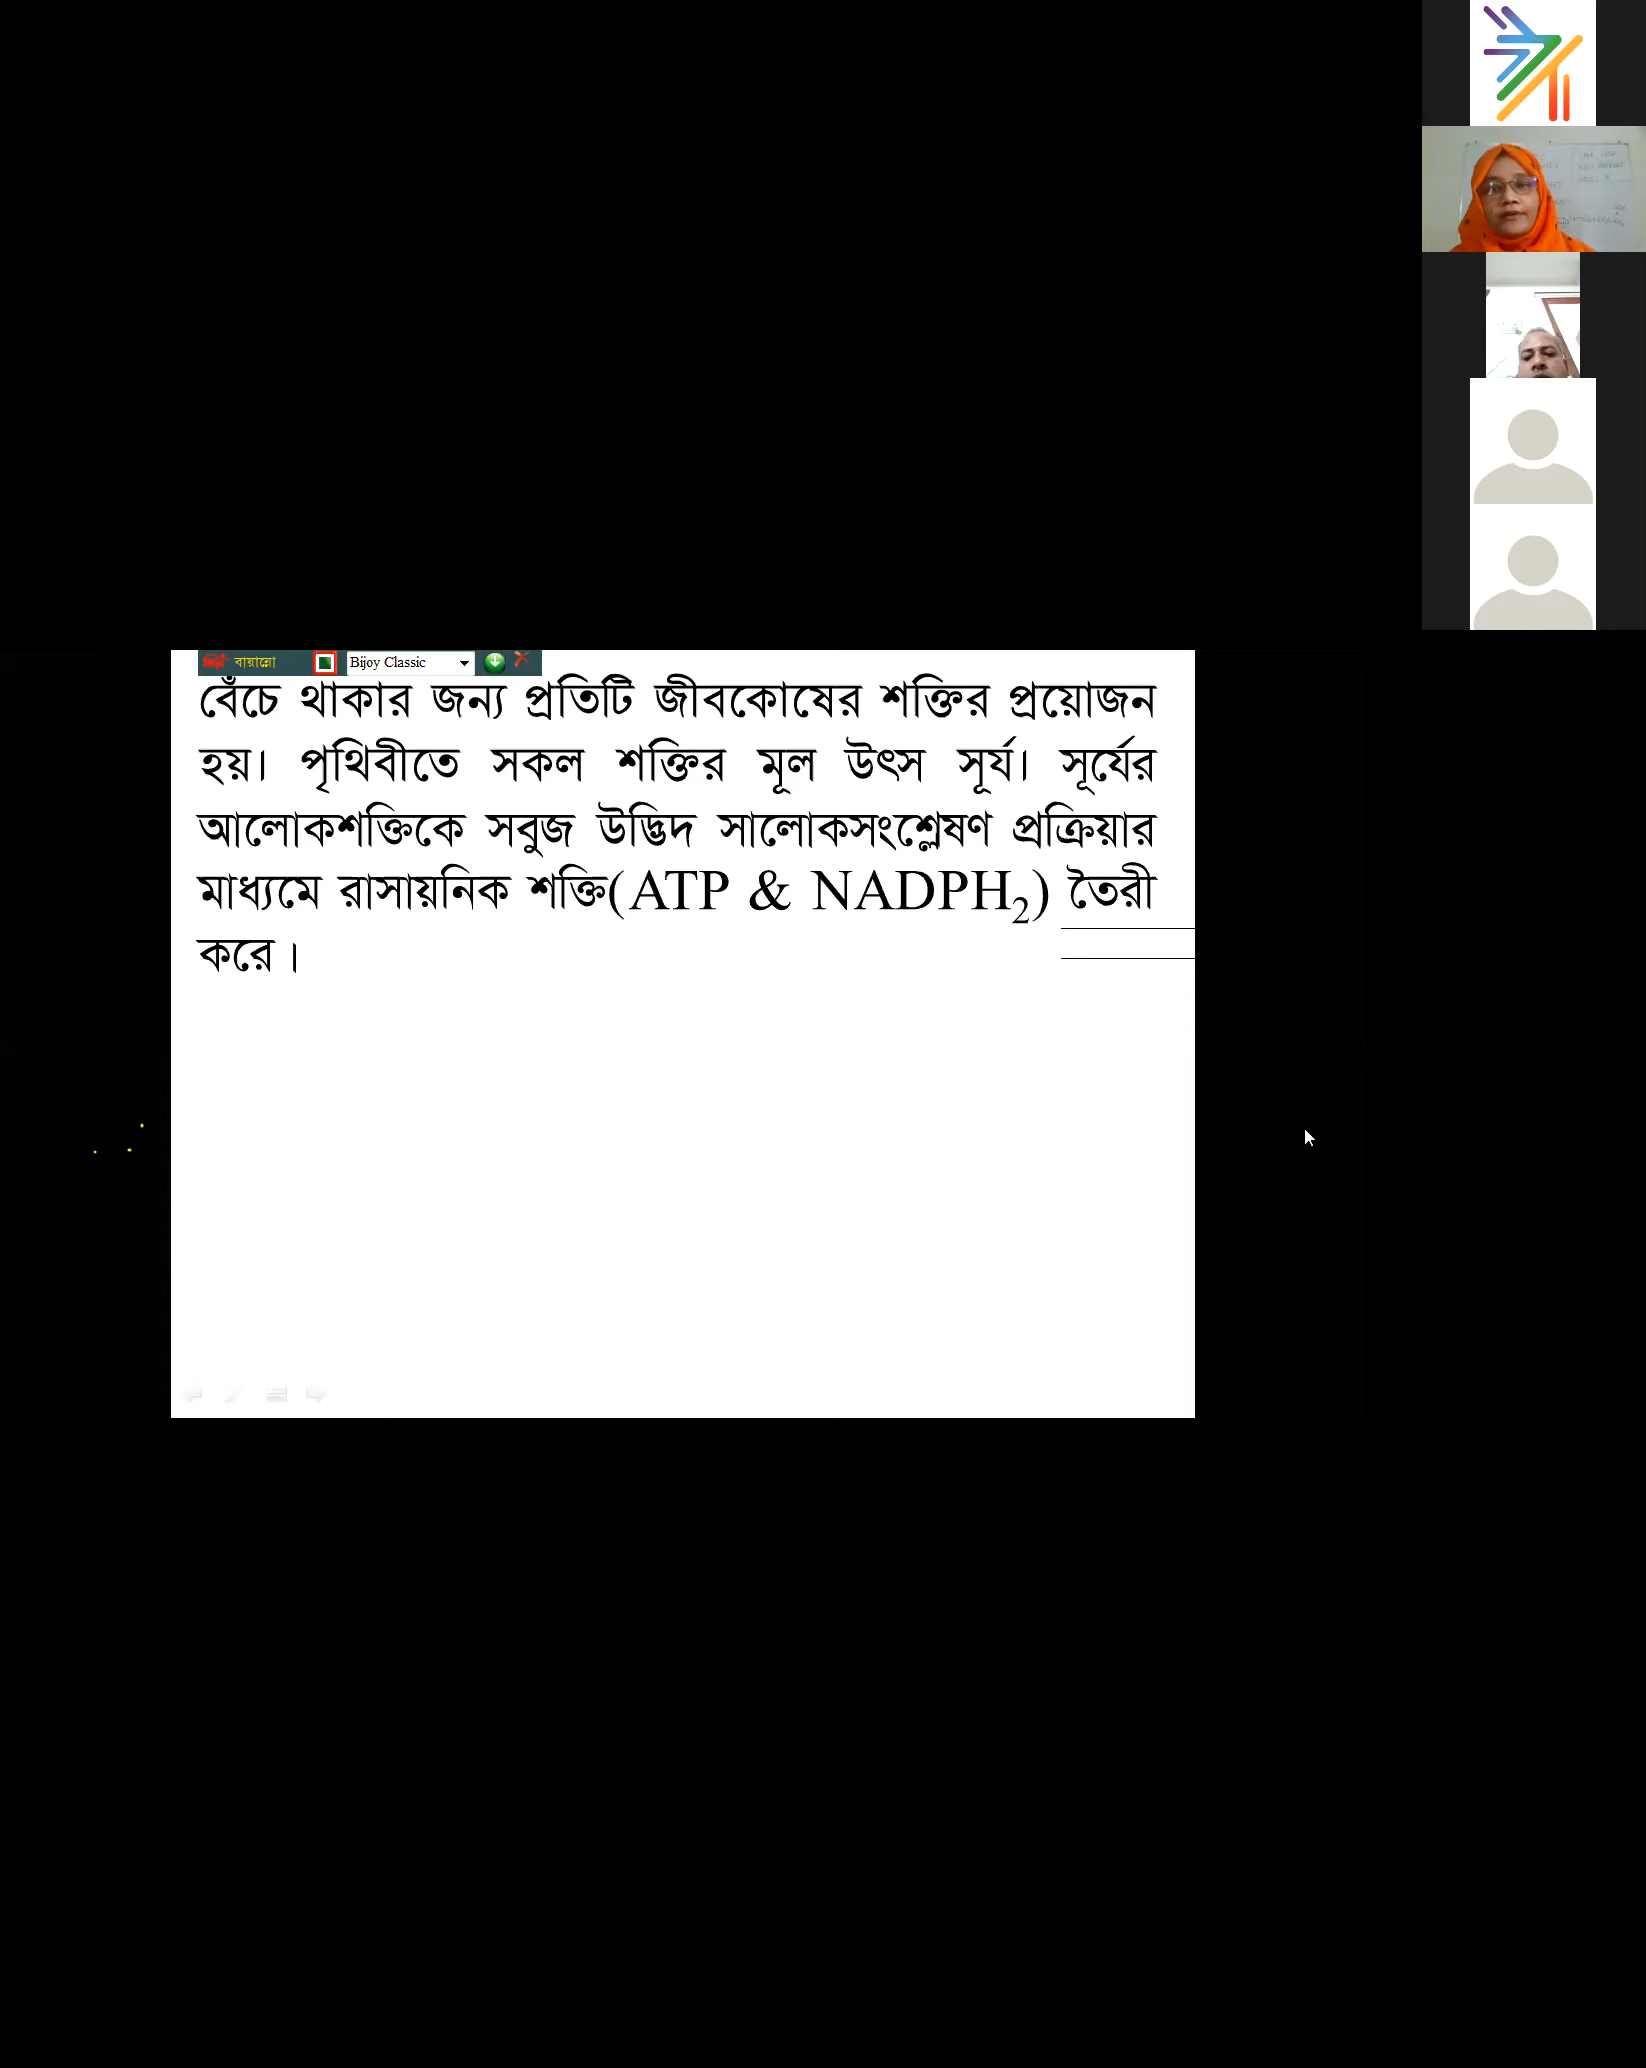 বায়ান্নো
Bijoy Classic
বেঁচে থাকার জন্য প্রতিটি জীবকোষের শক্তির প্রয়োজন
হয়। পৃথিবীতে সকল শক্তির মূল উৎস সূর্য। সূর্যের
আলোকশক্তিকে সবুজ উদ্ভিদ সালোকসংশ্লেষণ প্রক্রিয়ার
মাধ্যমে রাসায়নিক শক্তি(ATP & NADPH₂) তৈরী
করে।